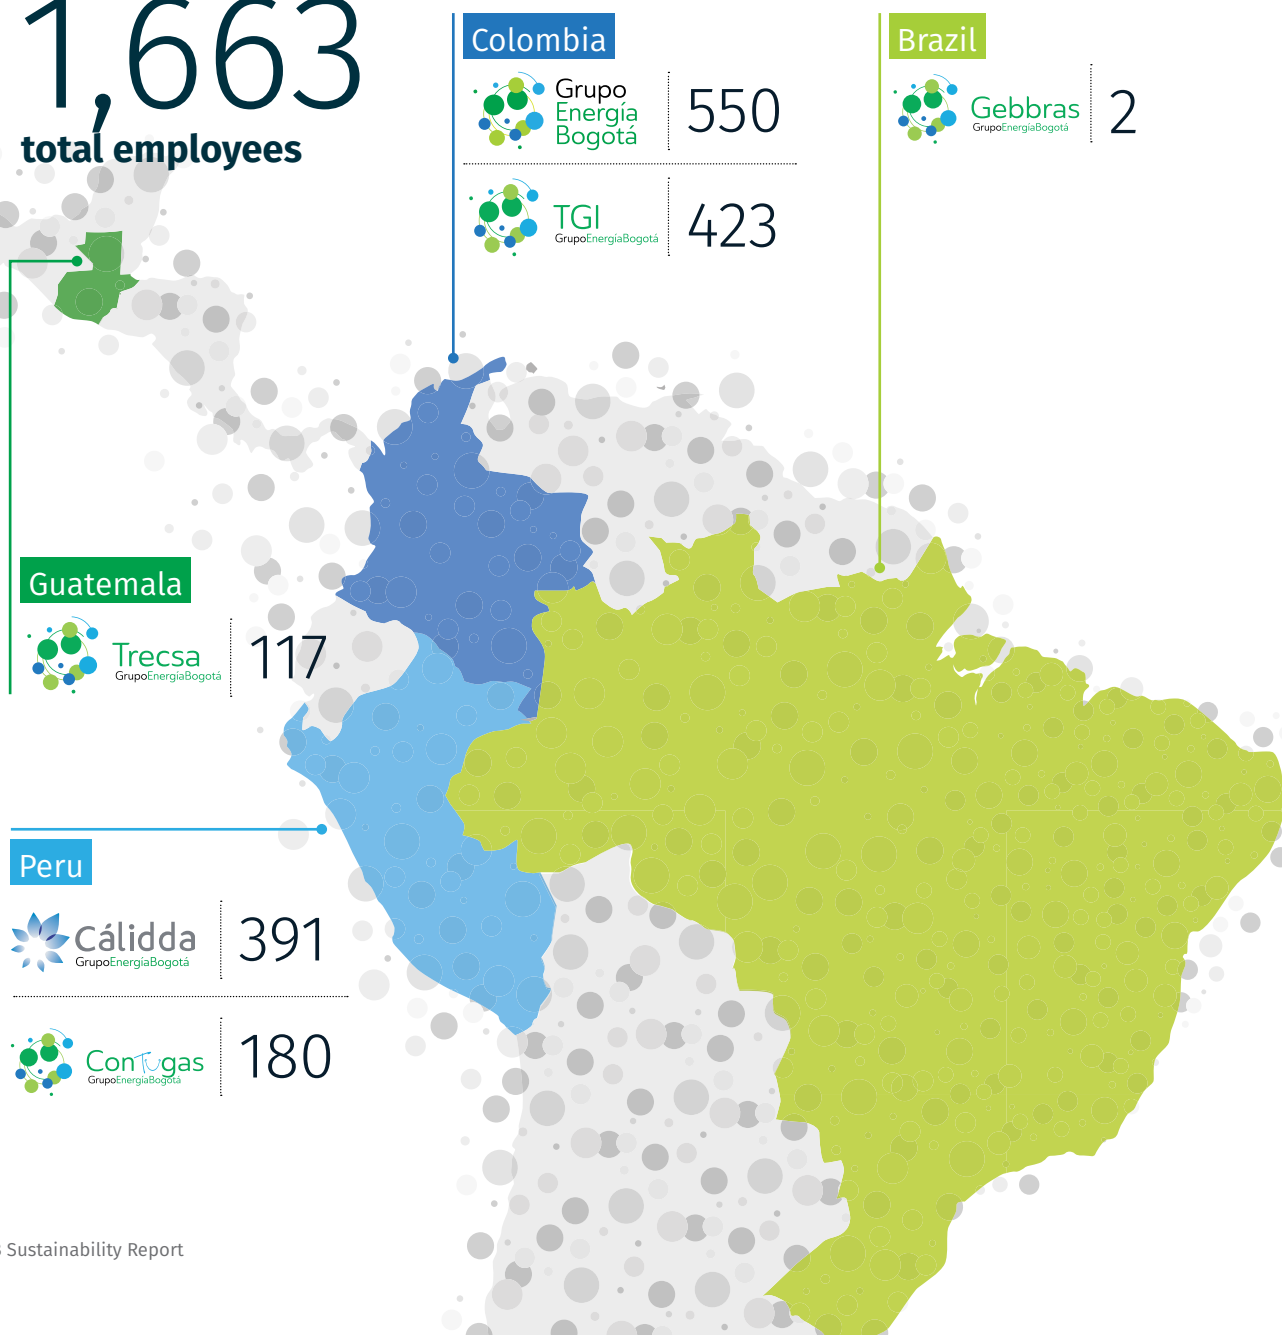 1,663
total employees
Colombia
Grupo
Energía
Bogotá
550
TGI
GrupoEnergíaBogotá
423
Brazil
Gebbras
GrupoEnergíaBogotá
2
Guatemala
Trecsa
GrupoEnergíaBogotá
117
Peru
Cálidda
GrupoEnergíaBogotá
391
ConTugas
GrupoEnergíaBogotá
180
Sustainability Report